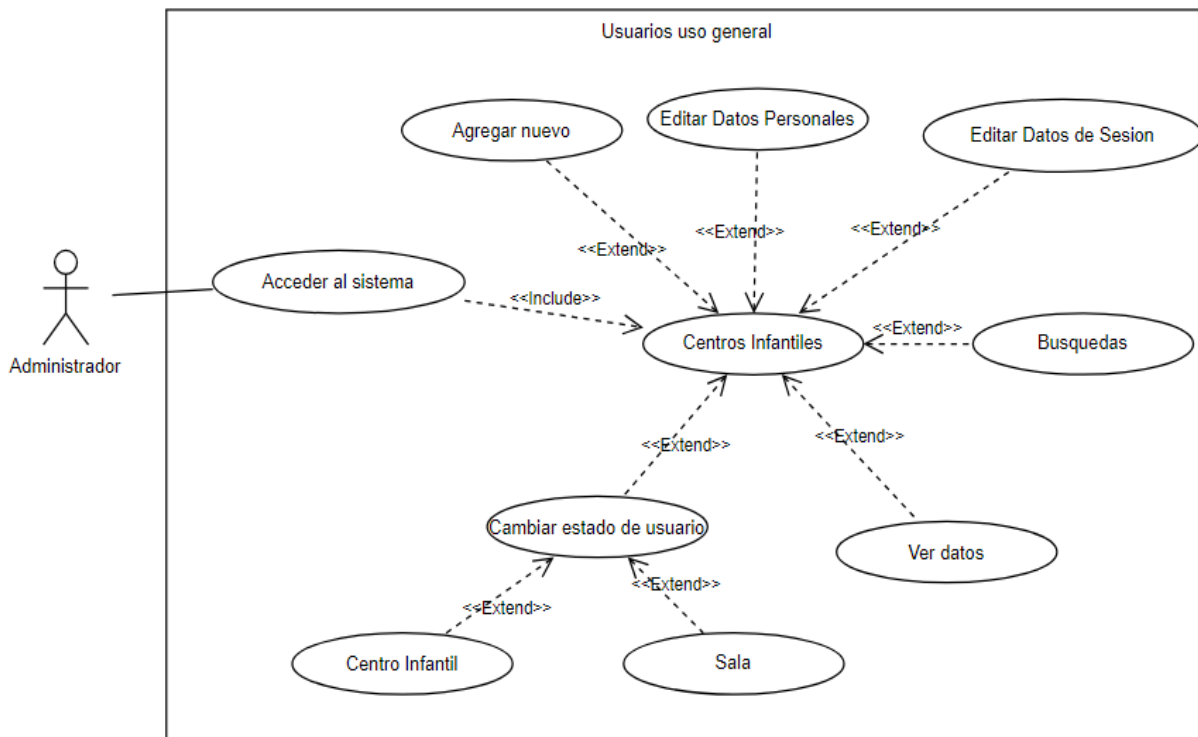 Usuarios uso general
Agregar nuevo
Editar Datos Personales
Editar Datos de Sesion
<<Extend>>
<<Extend>>
<<Extend>>
Acceder al sistema
<<Include>>
Administrador
Centros Infantiles
<<Extend>>
Busquedas
<<Extend>>
<<Extend>>
Cambiar estado de usuario
Ver datos
<<Extend>>
<<Extend>>
Centro Infantil
Sala